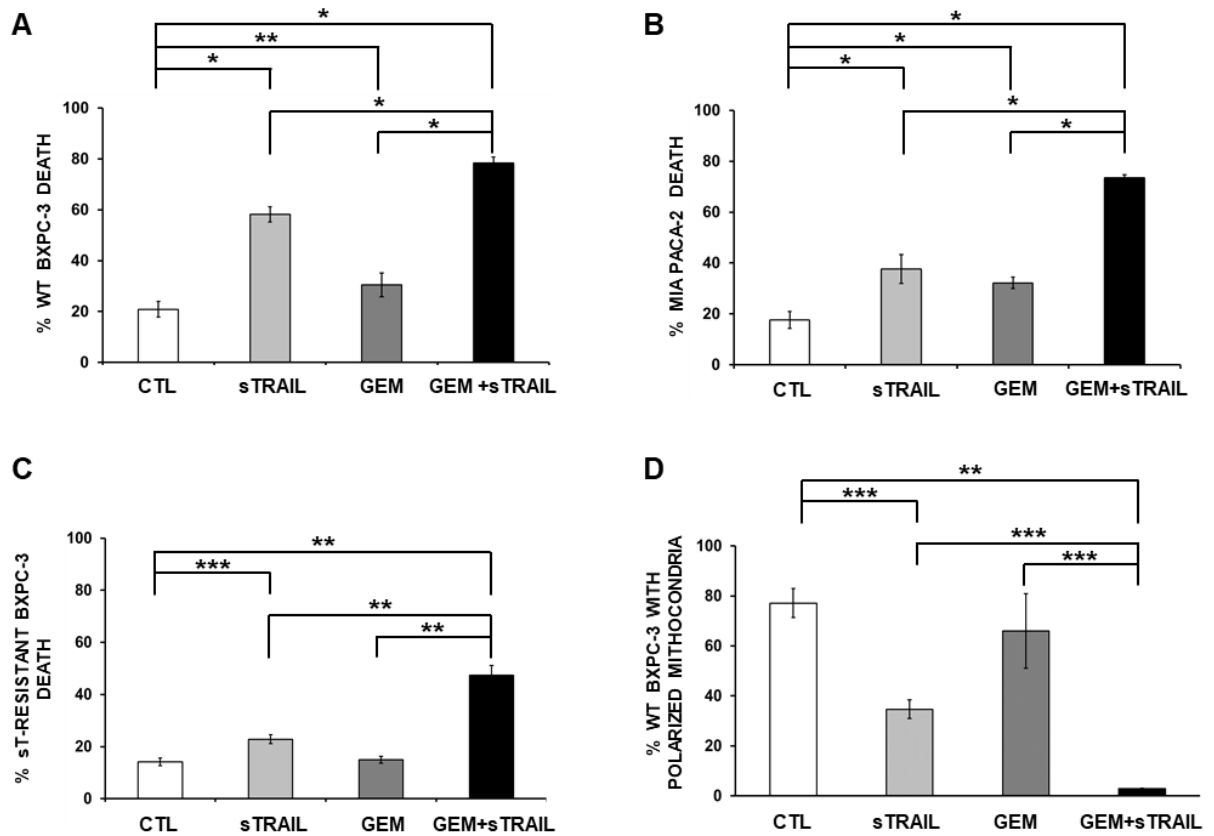 A
*
**
*
*
*
% WT BXPC-3 DEATH
100
80
60
40
20
0
CTL
sTRAIL
GEM
GEM +sTRAIL
B
*
*
*
*
*
% MIA PACA-2 DEATH
100
80
60
40
20
0
CTL
sTRAIL
GEM
GEM+sTRAIL
C
**
***
**
**
% sT-RESISTANT BXPC-3
DEATH
100
80
60
40
20
0
CTL
sTRAIL
GEM
GEM+sTRAIL
D
**
***
***
***
% WT BXPC-3 WITH
POLARIZED MITHOCONDRIA
100
80
60
40
20
0
CTL
sTRAIL
GEM
GEM+sTRAIL